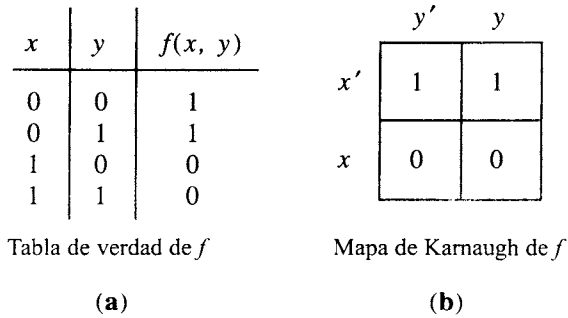 x y f(x, y)
0 0 1
0 1 1
1 0 0
1 1 0
Tabla de verdad de f
(a)
y′ y
x′ 1 1
x 0 0
Mapa de Karnaugh de f
(b)